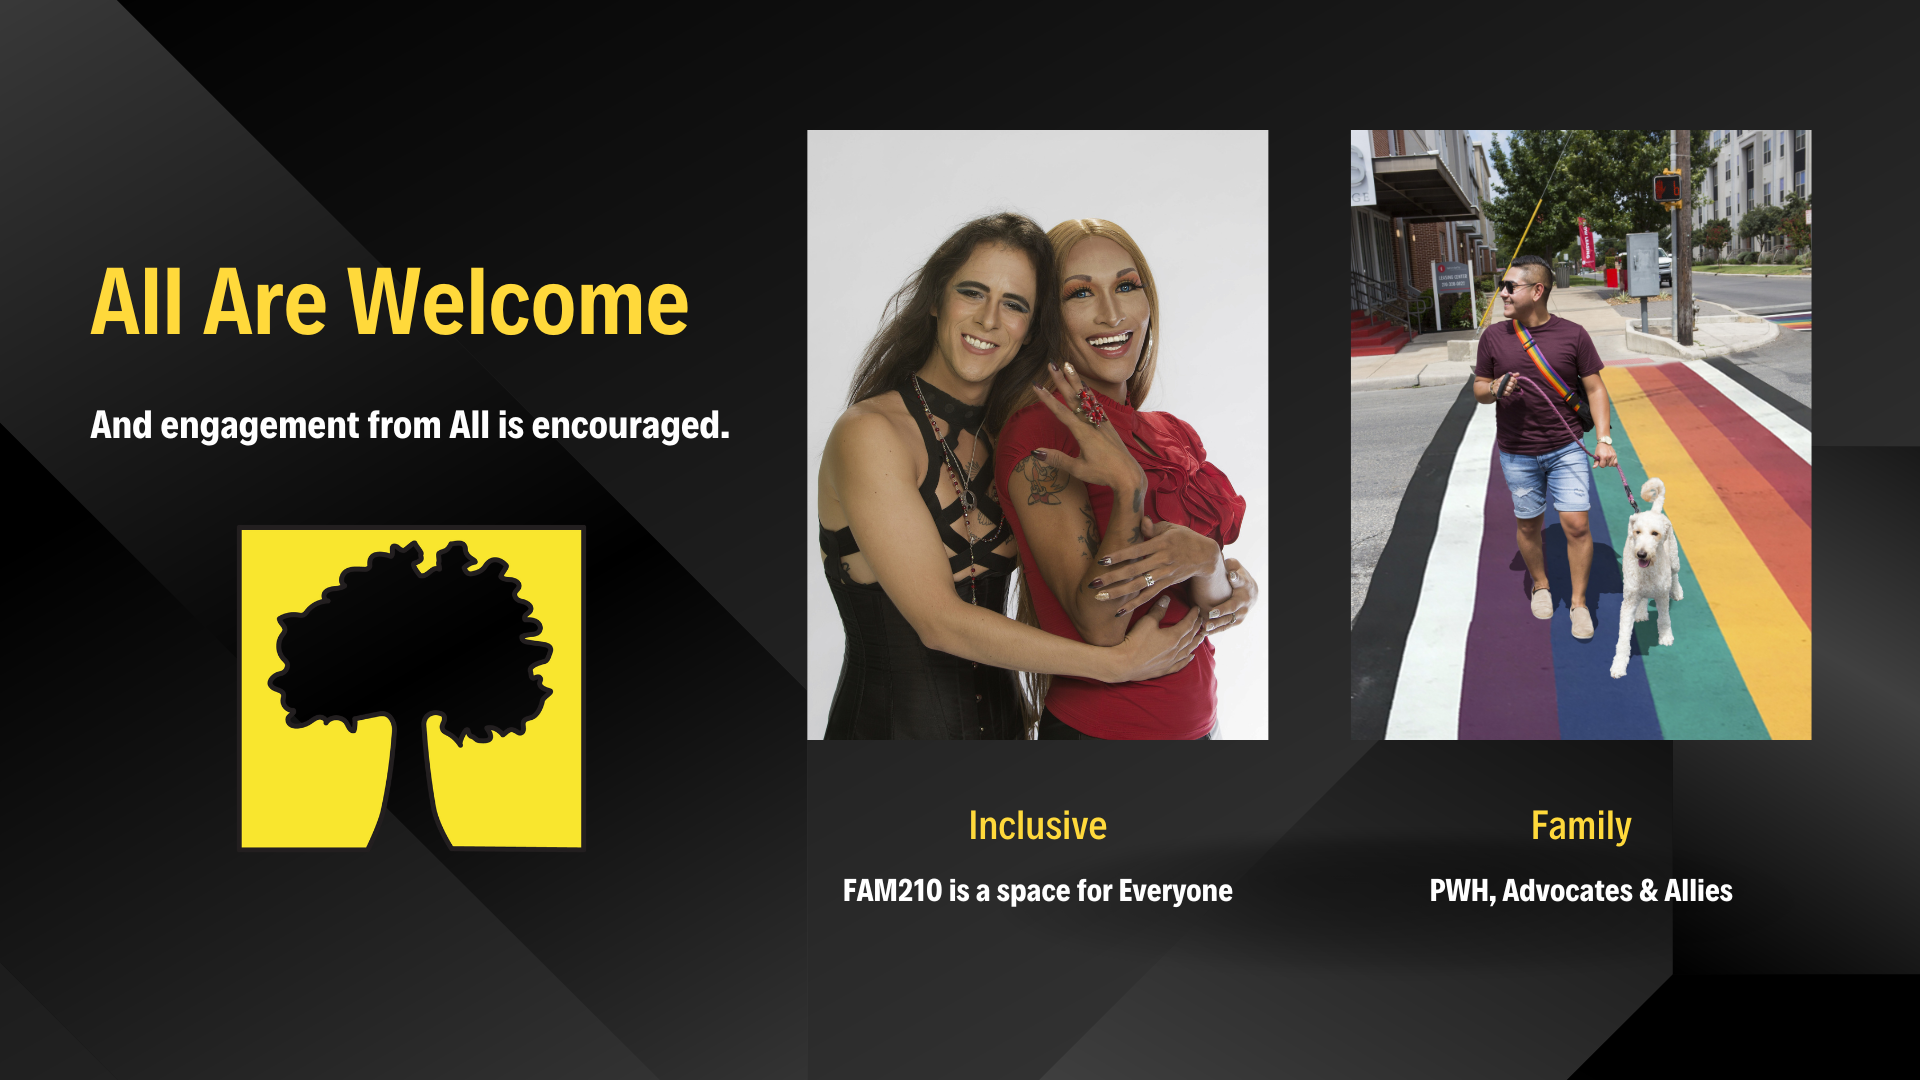 All Are Welcome
And engagement from All is encouraged.
Inclusive
FAM210 is a space for Everyone
Family
PWH, Advocates & Allies